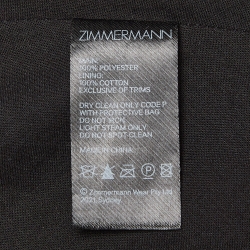 ZIMMERMANN
MAIN:
100% POLYESTER
LINING:
100% COTTON
EXCLUSIVE OF TRIMS
DRY CLEAN ONLY CODE P
WITH PROTECTIVE BAG
DO NOT IRON
LIGHT STEAM ONLY
DO NOT SPOT CLEAN
MADE IN CHINA
© Zimmermann Wear Pty Ltd
2021 Sydney